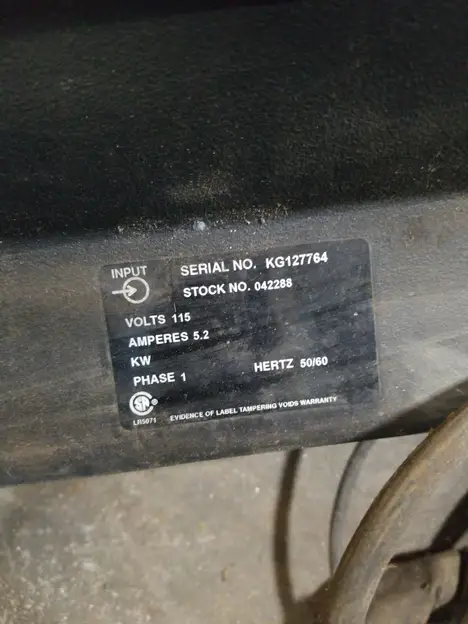 INPUT
SERIAL NO. KG127764
STOCK NO. 042288
VOLTS 115
AMPERES 5.2
KW
PHASE 1
HERTZ 50/60
LR5071
EVIDENCE OF LABEL TAMPERING VOIDS WARRANTY